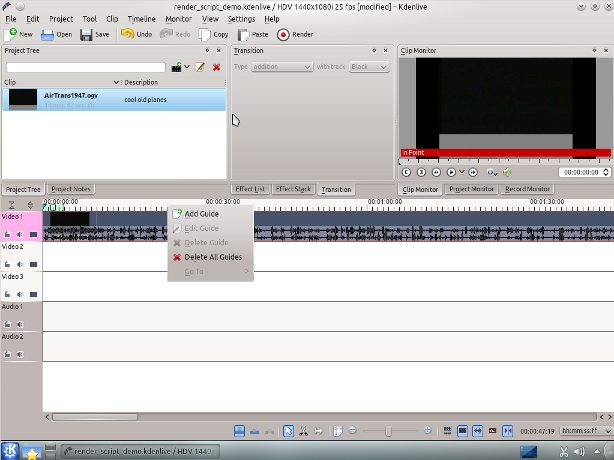 render_script_demo.kdenlive / HDV 1440x1080i 25 fps [modified] – Kdenlive
File Edit Project Tool Clip Timeline Monitor View Settings Help
New Open Save Undo Redo Copy Paste Render
Project Tree Transition Clip Monitor
Type addition with track Black
Clip Description
AirTrans1947.ogv
cool old planes
In Point
00:00:00:00
Project Tree Project Notes Effect List Effect Stack Transition Clip Monitor Project Monitor Record Monitor
00:00:00:00 00:00:30:00 00:01:00:00 00:01:30:00
Video 1
Add Guide
Edit Guide
Delete Guide
Delete All Guides
Go To
Video 2
Video 3
Audio 1
Audio 2
00:00:47:19 hh:mm:ss:ff
render_script_demo.kdenlive / HDV 1440